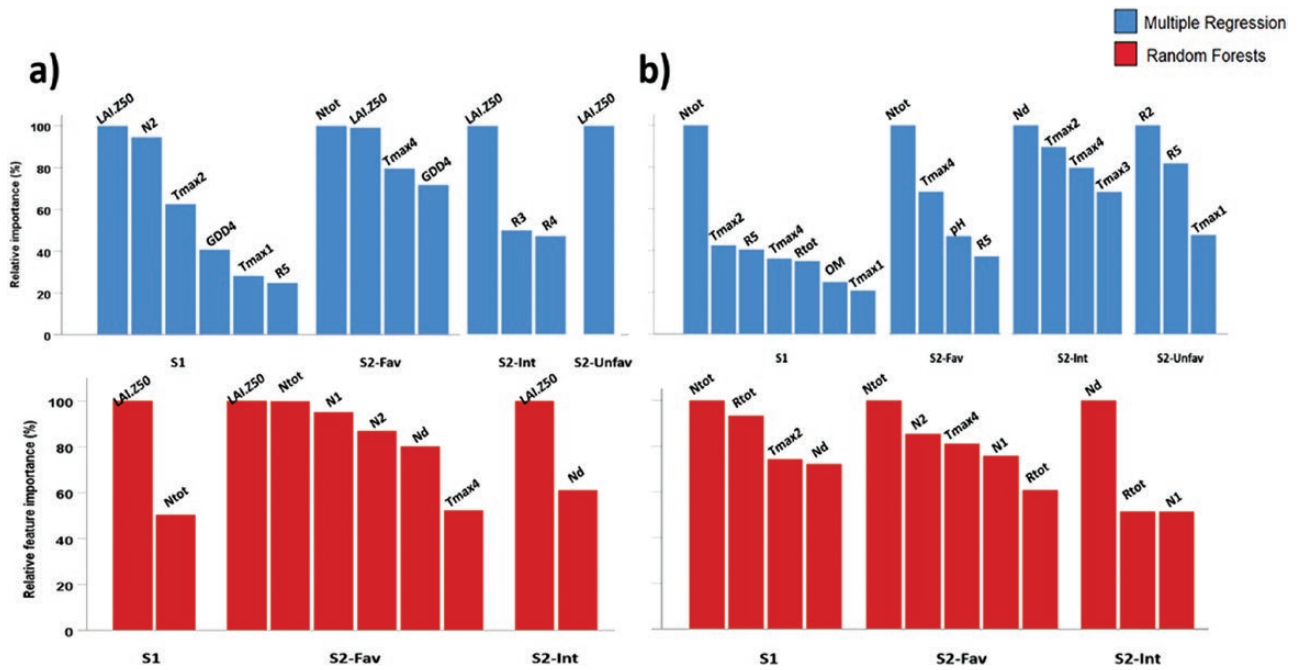 Multiple Regression
Random Forests
a)
b)
Relative importance (%)
100
80
60
40
20
0
LAI.Z50
N2
Tmax2
GDD4
Tmax1
R5
Ntot
LAI.Z50
Tmax4
GDD4
LAI.Z50
R3
R4
LAI.Z50
S1
S2-Fav
S2-Int
S2-Unfav
Ntot
Tmax2
R5
Tmax4
Rtot
OM
Tmax1
Ntot
Tmax4
pH
R5
Nd
Tmax2
Tmax4
Tmax3
R2
R5
Tmax1
S1
S2-Fav
S2-Int
S2-Unfav
Relative feature importance (%)
100
80
60
40
20
0
LAI.Z50
Ntot
LAI.Z50
Ntot
N1
N2
Nd
Tmax4
LAI.Z50
Nd
S1
S2-Fav
S2-Int
Ntot
Rtot
Tmax2
Nd
Ntot
N2
Tmax4
N1
Rtot
Nd
Rtot
N1
S1
S2-Fav
S2-Int